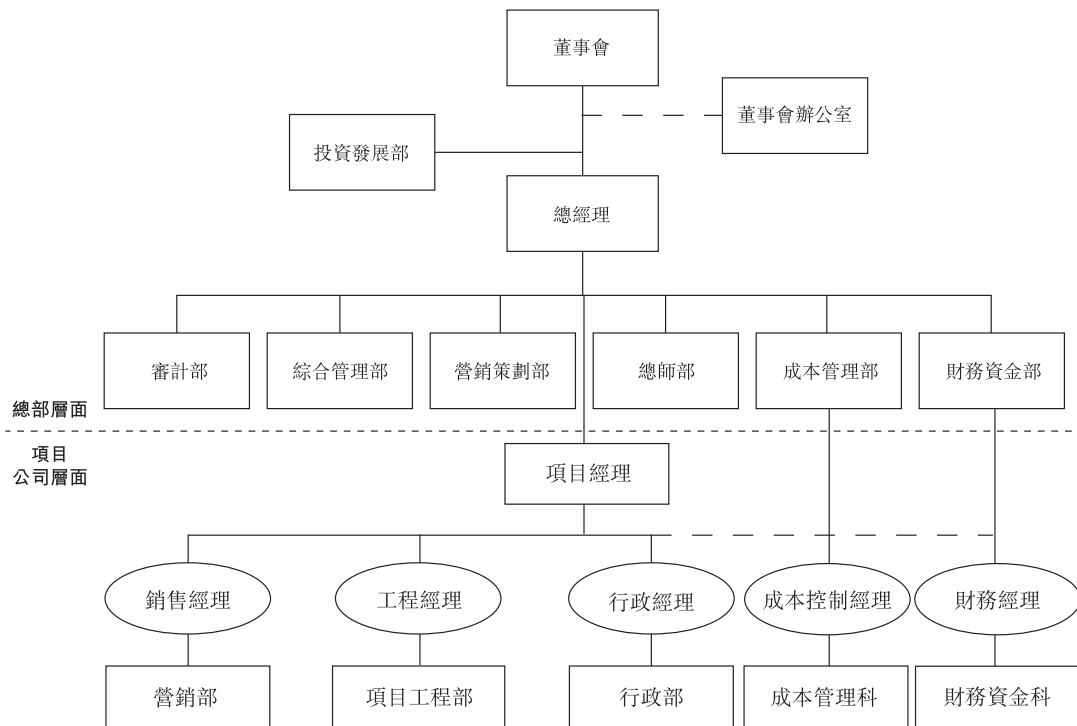 董事會
董事會辦公室
投資發展部
總經理
審計部
綜合管理部
營銷策劃部
總師部
成本管理部
財務資金部
總部層面
項目
公司層面
項目經理
銷售經理
工程經理
行政經理
成本控制經理
財務經理
營銷部
項目工程部
行政部
成本管理科
財務資金科